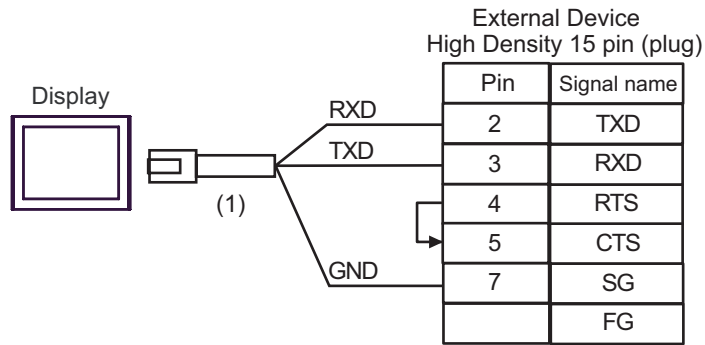 External Device
High Density 15 pin (plug)
Display
Pin Signal name
RXD
2 TXD
TXD
3 RXD
(1)
4 RTS
5 CTS
GND
7 SG
FG